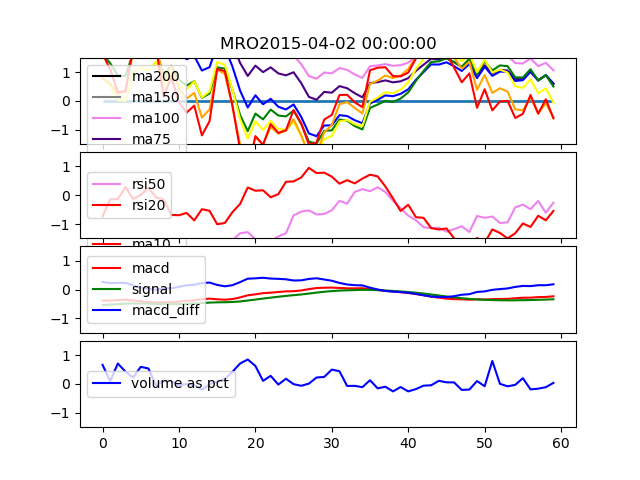 MRO2015-04-02 00:00:00
1
0
−1
ma200
ma150
ma100
ma75
1
0
−1
rsi50
rsi20
ma10
1
0
−1
macd
signal
macd_diff
1
0
−1
volume as pct
0 10 20 30 40 50 60